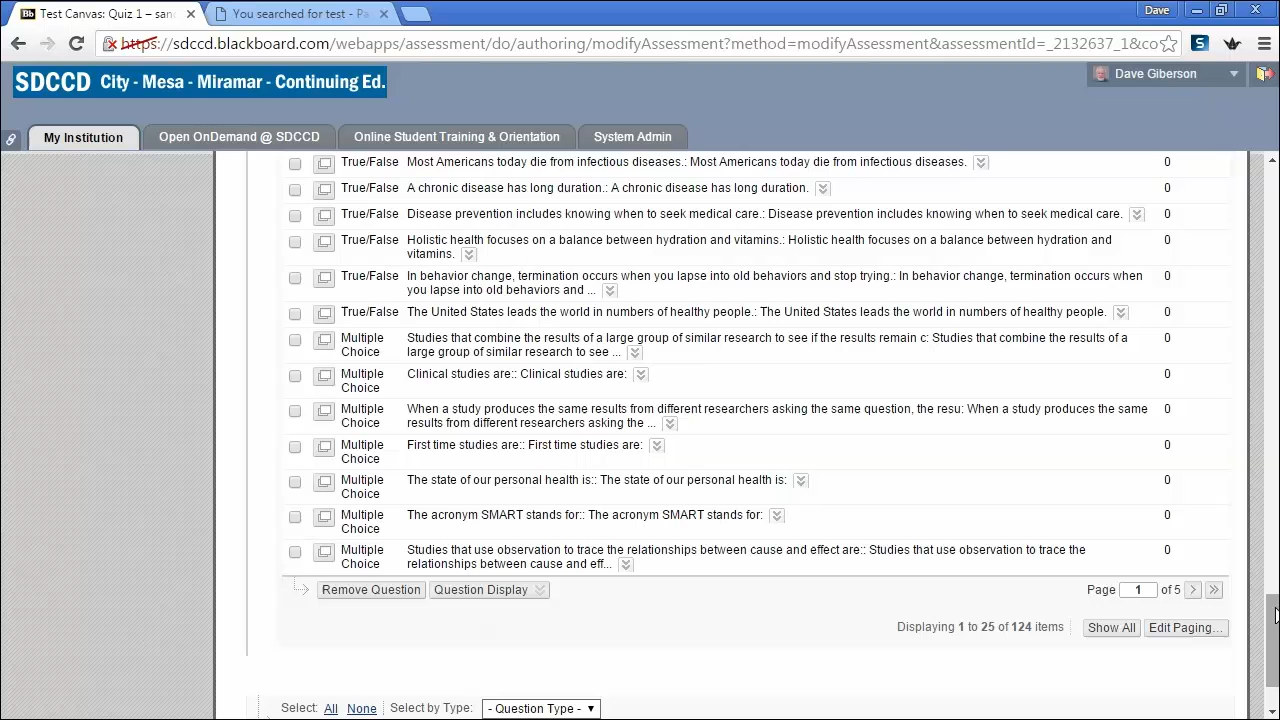 Bb Test Canvas: Quiz 1 – san
You searched for test - Pa
Dave
https://sdccd.blackboard.com/webapps/assessment/do/authoring/modifyAssessment?method=modifyAssessment&assessmentId=_2132637_1&co
S
SDCCD City - Mesa - Miramar - Continuing Ed.
Dave Giberson
My Institution
Open OnDemand @ SDCCD
Online Student Training & Orientation
System Admin
True/False Most Americans today die from infectious diseases.: Most Americans today die from infectious diseases. 0
True/False A chronic disease has long duration.: A chronic disease has long duration. 0
True/False Disease prevention includes knowing when to seek medical care: Disease prevention includes knowing when to seek medical care. 0
True/False Holistic health focuses on a balance between hydration and vitamins.: Holistic health focuses on a balance between hydration and 0
vitamins.
True/False In behavior change, termination occurs when you lapse into old behaviors and stop trying.: In behavior change, termination occurs when 0
you lapse into old behaviors and ...
True/False The United States leads the world in numbers of healthy people.: The United States leads the world in numbers of healthy people. 0
Multiple Studies that combine the results of a large group of similar research to see if the results remain c: Studies that combine the results of a 0
Choice large group of similar research to see ...
Multiple Clinical studies are:: Clinical studies are: 0
Choice
Multiple When a study produces the same results from different researchers asking the same question, the resu: When a study produces the same 0
Choice results from different researchers asking the ...
Multiple First time studies are:: First time studies are: 0
Choice
Multiple The state of our personal health is:: The state of our personal health is: 0
Choice
Multiple The acronym SMART stands for:: The acronym SMART stands for: 0
Choice
Multiple Studies that use observation to trace the relationships between cause and effect are:: Studies that use observation to trace the 0
Choice relationships between cause and eff...
Remove Question Question Display Page 1 of 5
Displaying 1 to 25 of 124 items Show All Edit Paging...
Select: All None Select by Type: - Question Type -